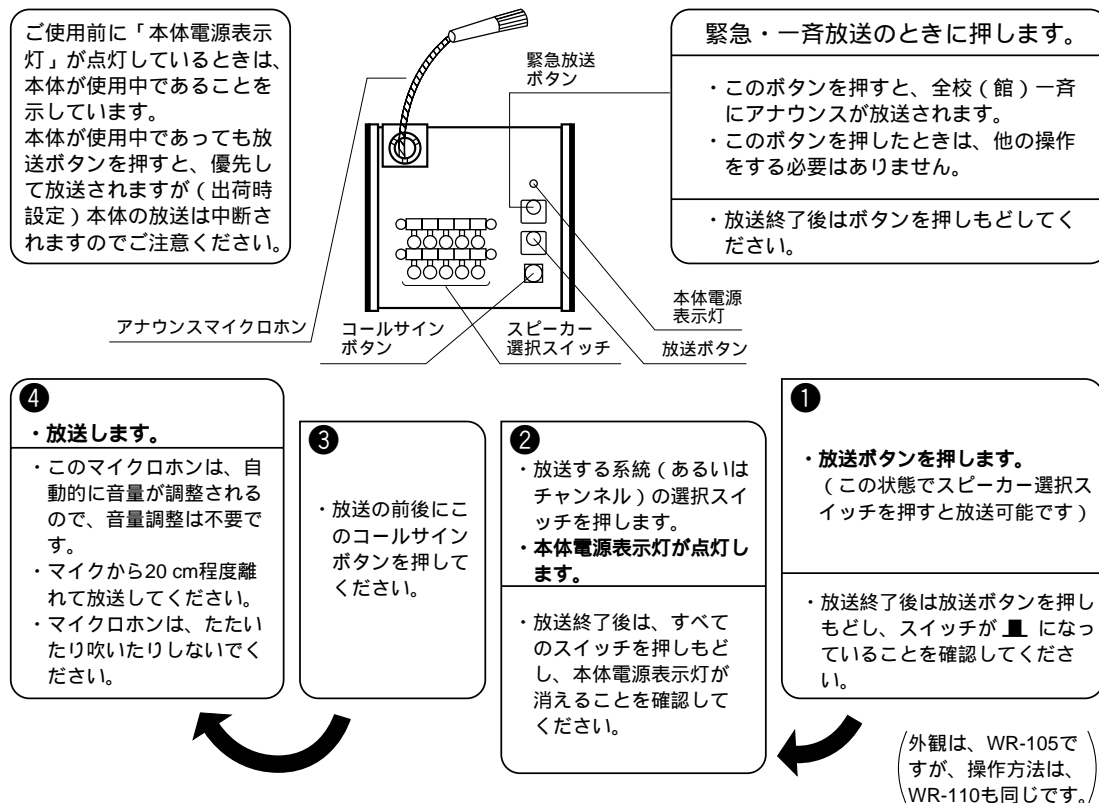 ご使用前に「本体電源表示
灯」が点灯しているときは、
本体が使用中であることを
示しています。
本体が使用中であっても放
送ボタンを押すと、優先し
て放送されますが（出荷時
設定）本体の放送は中断さ
れますのでご注意ください。
緊急放送
ボタン
緊急・一斉放送のときに押します。
・このボタンを押すと、全校（館）一斉
にアナウンスが放送されます。
・このボタンを押したときは、他の操作
をする必要はありません。
・放送終了後はボタンを押しもどしてく
ださい。
アナウンスマイクロホン
コールサイン
ボタン
スピーカー
選択スイッチ
本体電源
表示灯
放送ボタン
❶
・放送ボタンを押します。
（この状態でスピーカー選択ス
イッチを押すと放送可能です）
・放送終了後は放送ボタンを押し
もどし、スイッチが になっ
ていることを確認してくださ
い。
❷
・放送する系統（あるいは
チャンネル）の選択スイ
ッチを押します。
・本体電源表示灯が点灯し
ます。
・放送終了後は、すべて
のスイッチを押しもど
し、本体電源表示灯が
消えることを確認して
ください。
❸
・放送の前後にこ
のコールサイン
ボタンを押して
ください。
❹
・放送します。
・このマイクロホンは、自
動的に音量が調整される
ので、音量調整は不要で
す。
・マイクから20 cm程度離
れて放送してください。
・マイクロホンは、たたい
たり吹いたりしないでく
ださい。
外観は、WR-105で
すが、操作方法は、
WR-110も同じです。